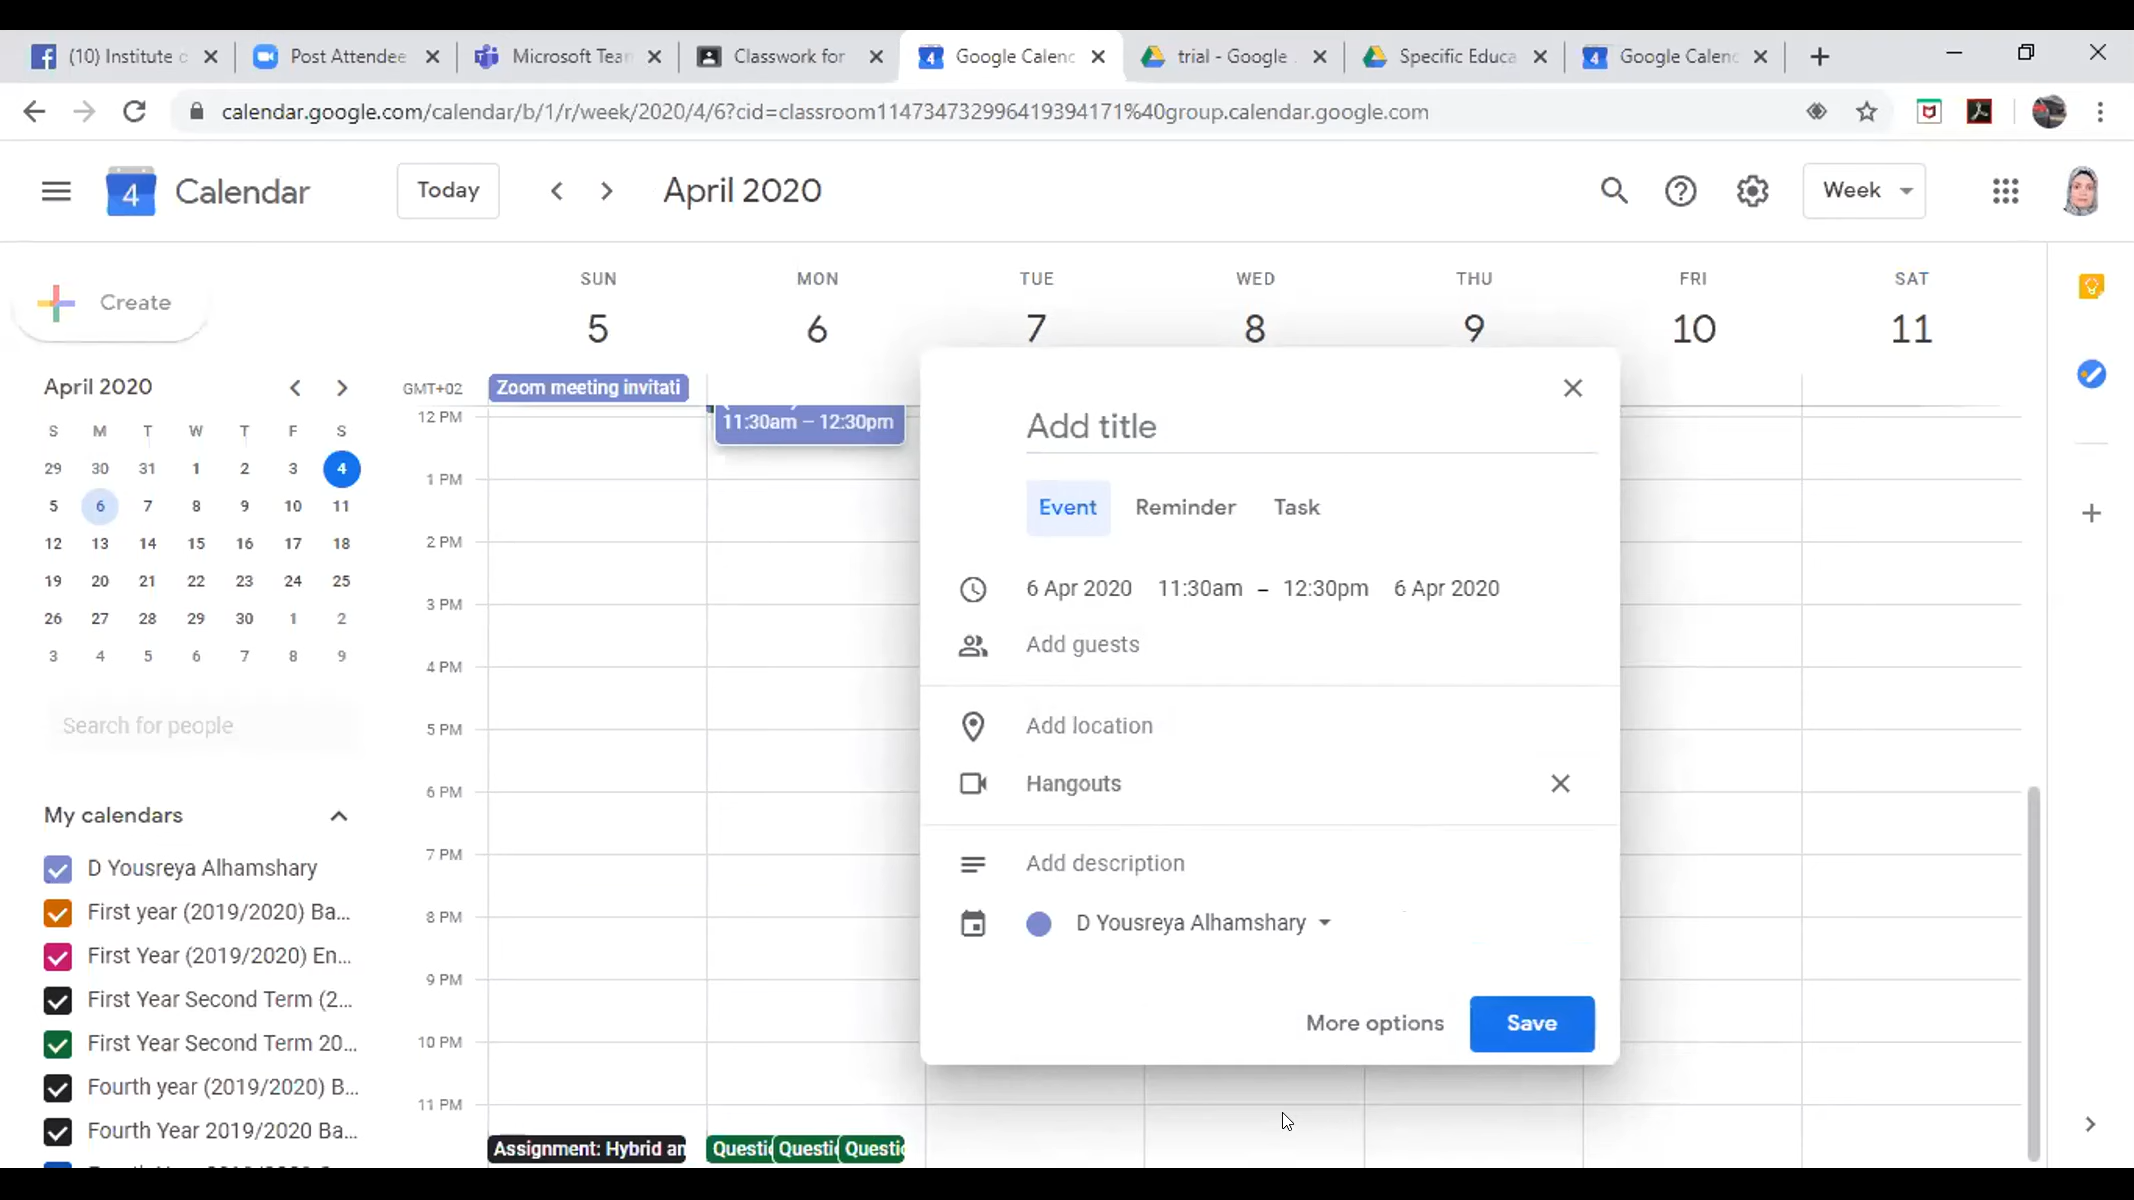 (10) Institute
Post Attendee
Microsoft Tea
Classwork for
Google Calenc
trial - Google
Specific Educa
Google Calenc
calendar.google.com/calendar/b/1/r/week/2020/4/6?cid=classroom114734732996419394171%40group.calendar.google.com
4
Calendar
Today
April 2020
Week
Create
SUN MON TUE WED THU FRI SAT
5 6 7 8 9 10 11
April 2020
S M T W T F S
29 30 31 1 2 3 4
5 6 7 8 9 10 11
12 13 14 15 16 17 18
19 20 21 22 23 24 25
26 27 28 29 30 1 2
3 4 5 6 7 8 9
Search for people
My calendars
D Yousreya Alhamshary
First year (2019/2020) Ba...
First Year (2019/2020) En...
First Year Second Term (2...
First Year Second Term 20...
Fourth year (2019/2020) B...
Fourth Year 2019/2020 Ba...
GMT+02
Zoom meeting invitati
12 PM
11:30am – 12:30pm
1 PM
2 PM
3 PM
4 PM
5 PM
6 PM
7 PM
8 PM
9 PM
10 PM
11 PM
Assignment: Hybrid an
Questi
Questi
Questi
Add title
Event Reminder Task
6 Apr 2020 11:30am – 12:30pm 6 Apr 2020
Add guests
Add location
Hangouts
Add description
D Yousreya Alhamshary
More options
Save